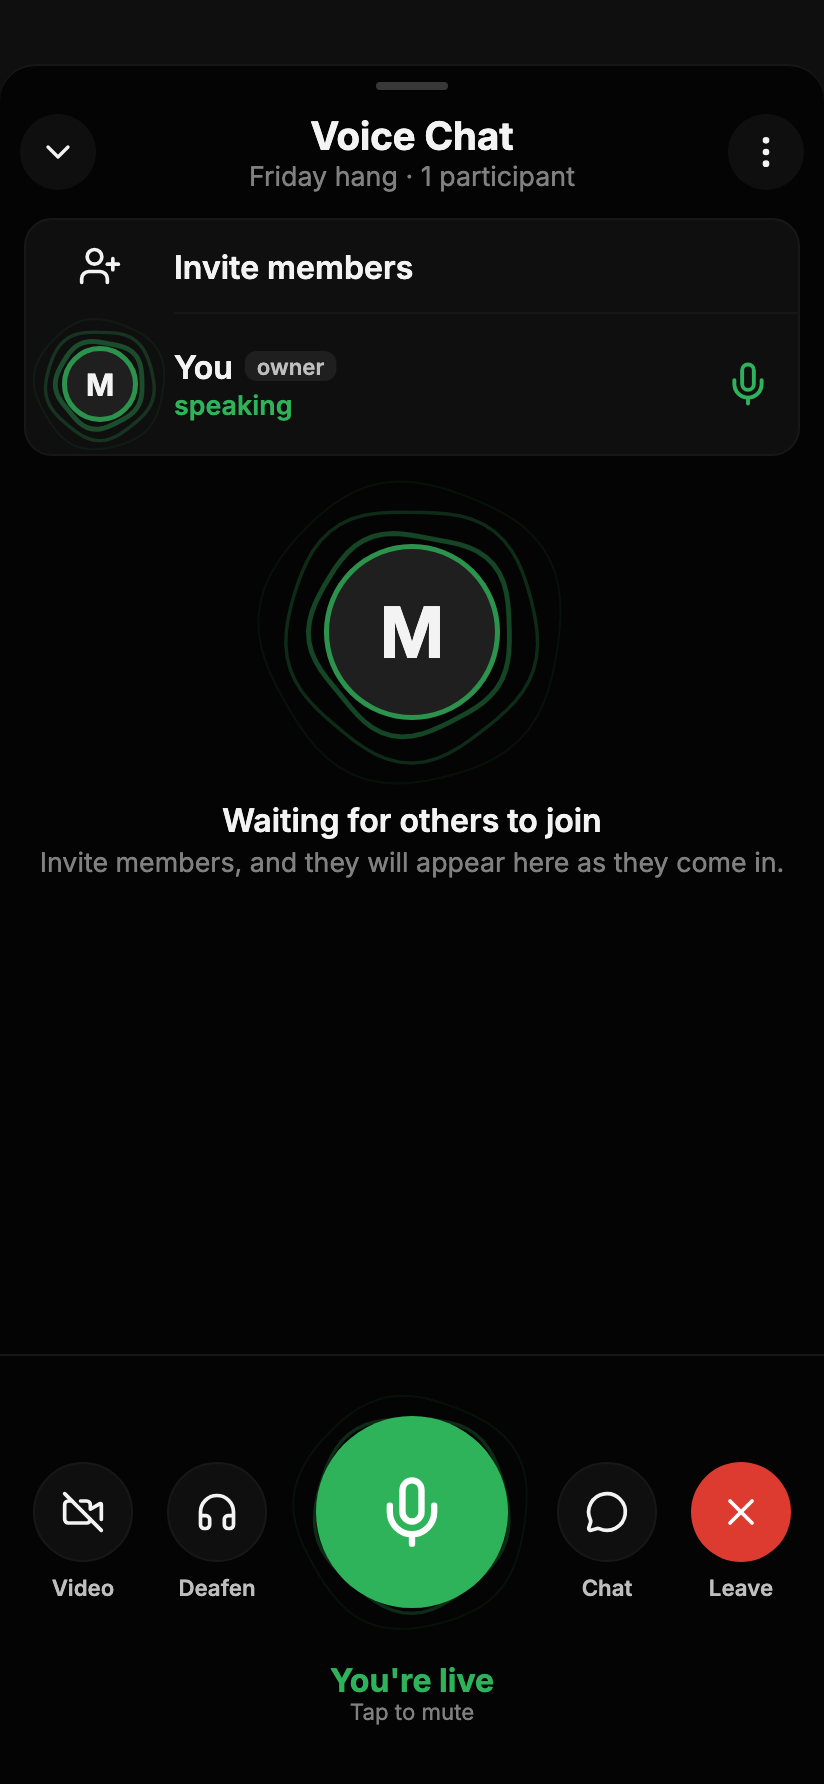 Voice Chat
Friday hang · 1 participant
Invite members
M
You owner
speaking
M
Waiting for others to join
Invite members, and they will appear here as they come in.
Video
Deafen
Chat
Leave
You're live
Tap to mute